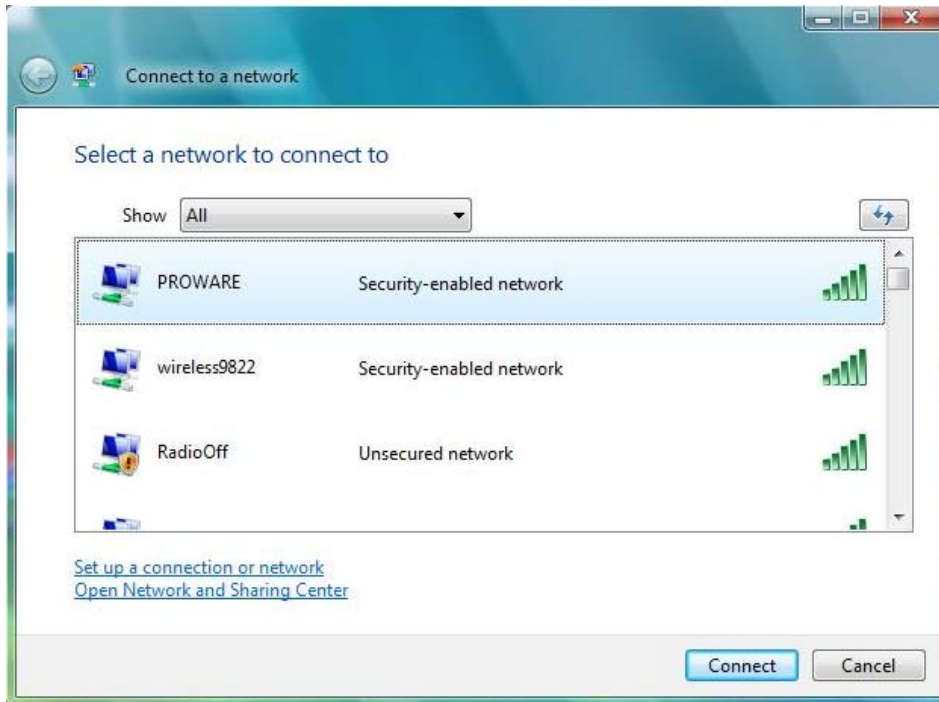 Connect to a network
Select a network to connect to
Show All
PROWARE Security-enabled network
wireless9822 Security-enabled network
RadioOff Unsecured network
Set up a connection or network
Open Network and Sharing Center
Connect Cancel